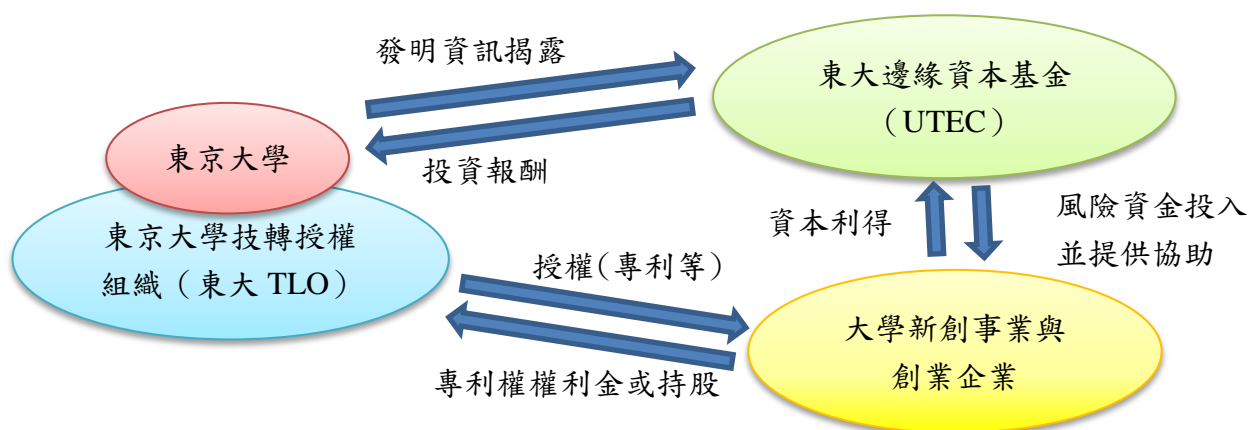 發明資訊揭露
東大邊緣資本基金
（UTEC）
東京大學
投資報酬
東京大學技轉授權
組織（東大 TLO）
資本利得
風險資金投入
並提供協助
授權(專利等)
大學新創事業與
創業企業
專利權權利金或持股